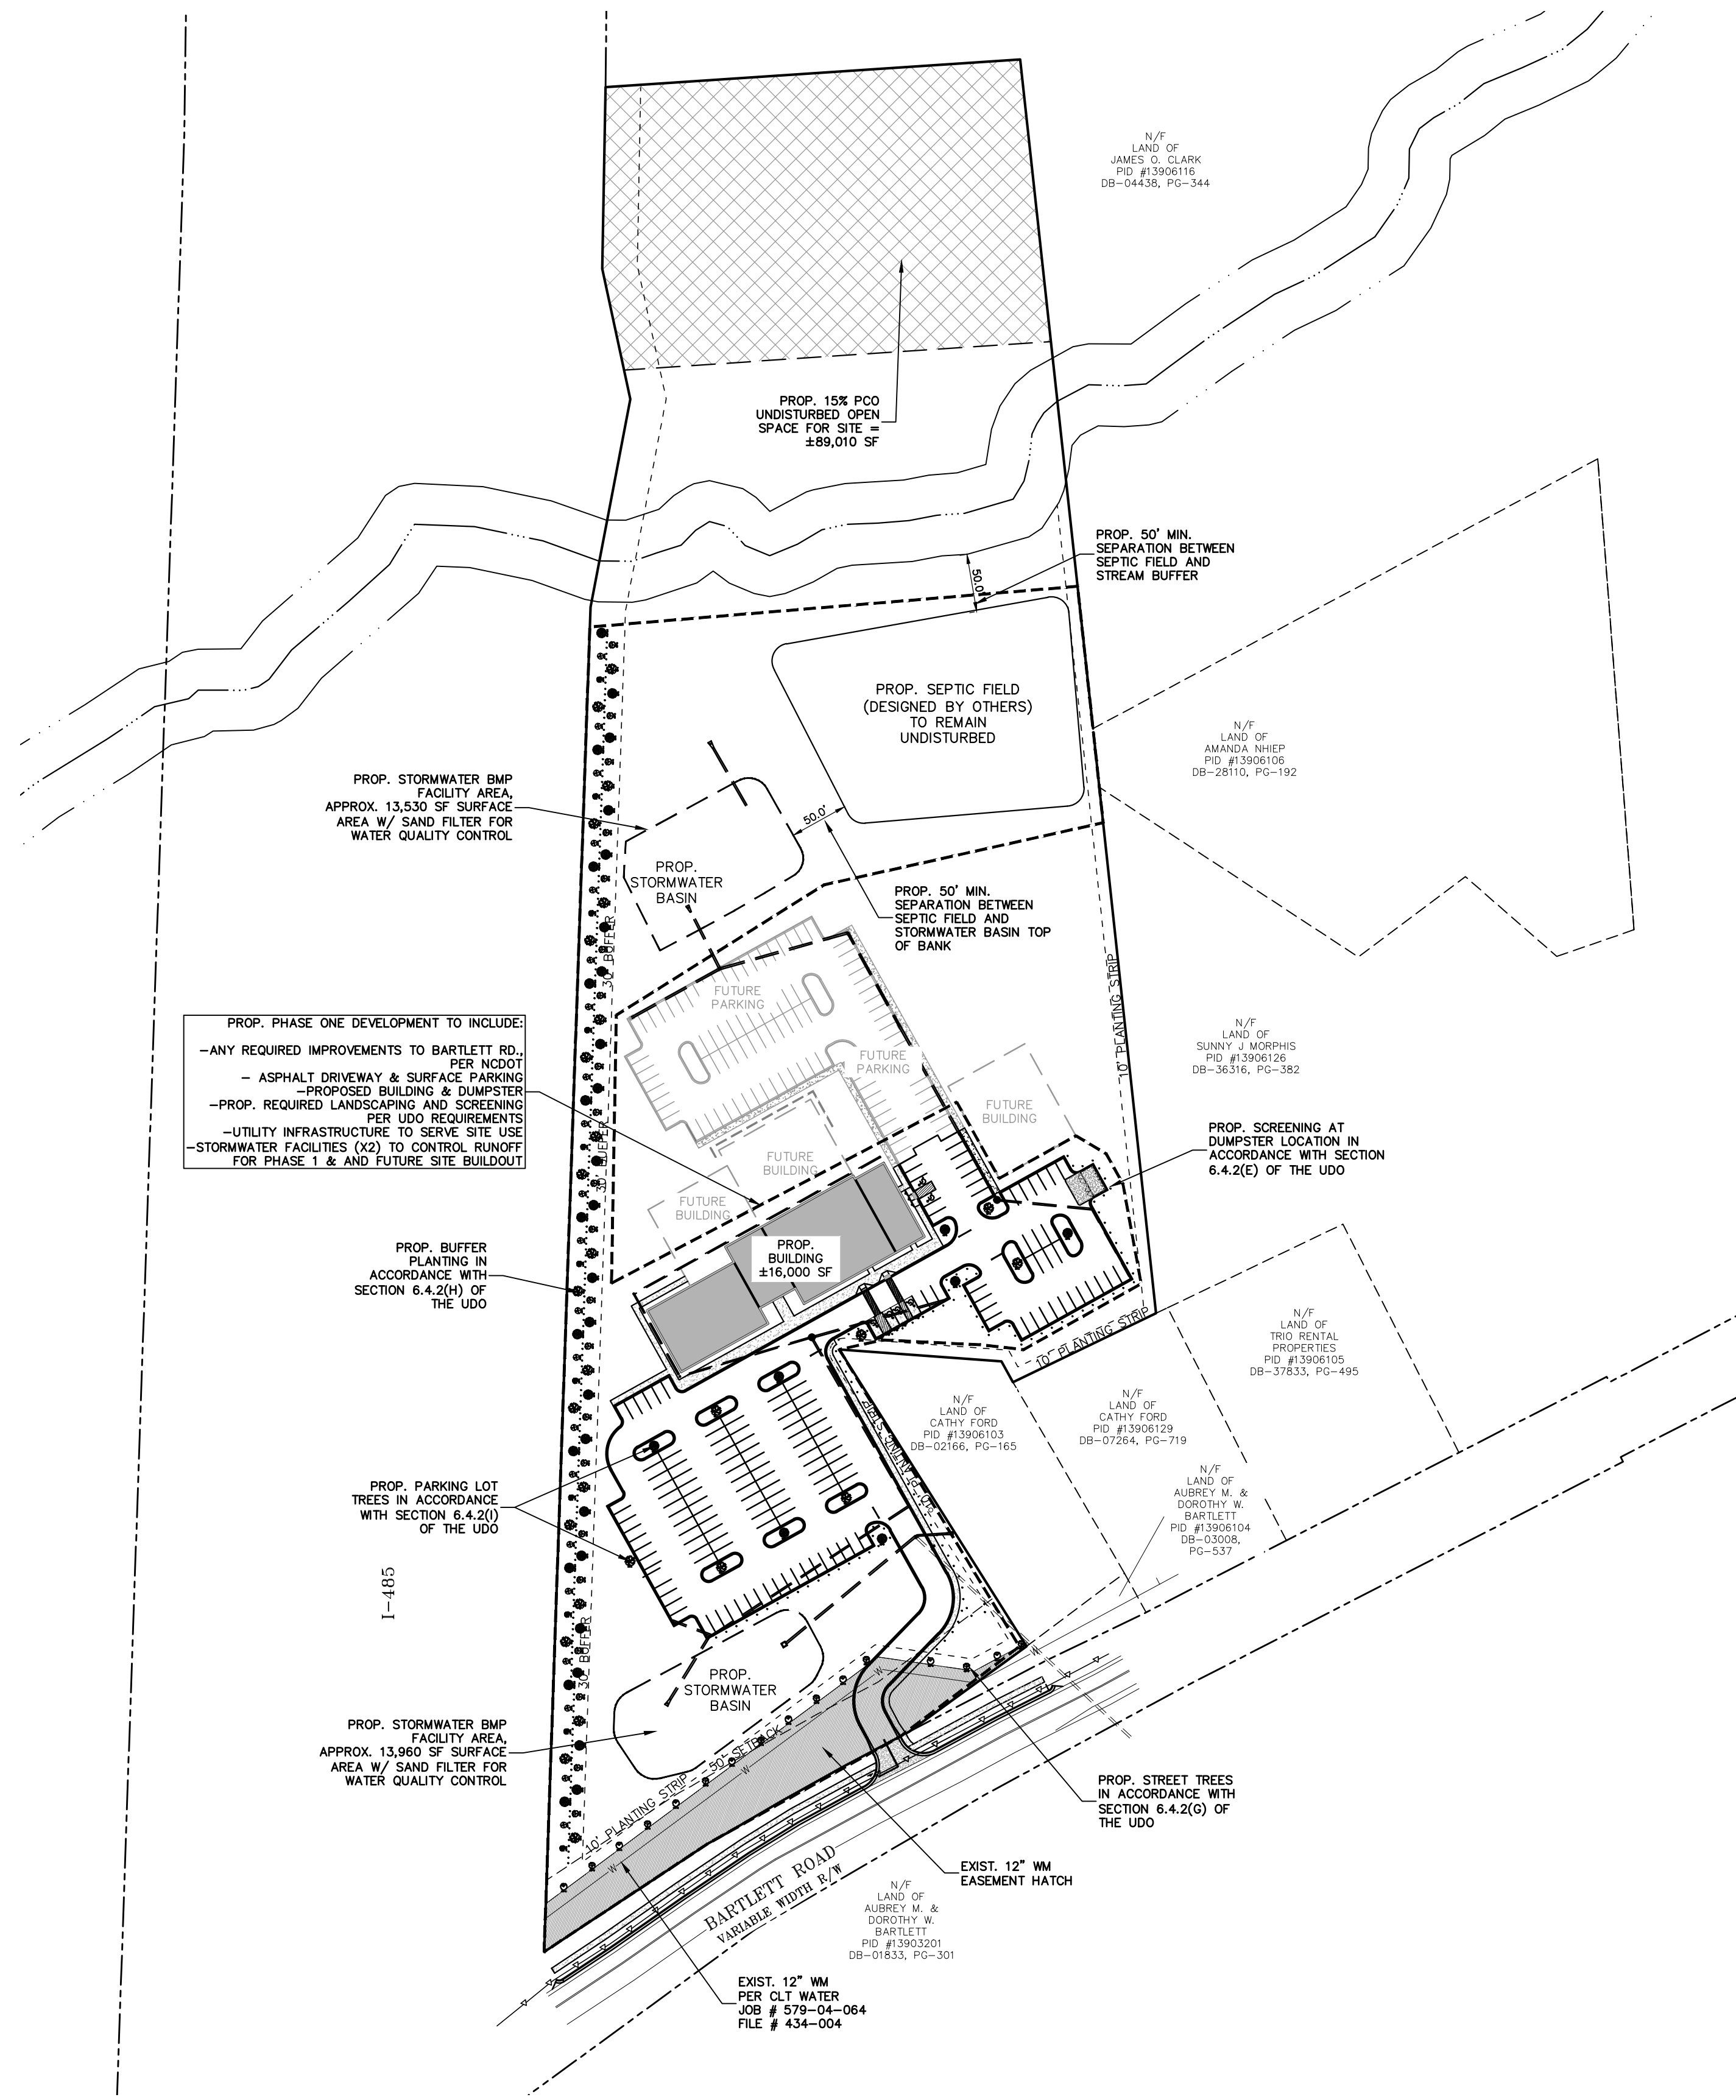 N/F
LAND OF
JAMES O. CLARK
PID #13906116
DB-04438, PG-344
PROP. 15% PCO
UNDISTURBED OPEN
SPACE FOR SITE =
±89,010 SF
PROP. 50' MIN.
SEPARATION BETWEEN
SEPTIC FIELD AND
STREAM BUFFER
50.0'
PROP. SEPTIC FIELD
(DESIGNED BY OTHERS)
TO REMAIN
UNDISTURBED
N/F
LAND OF
AMANDA NHIEP
PID #13906106
DB-28110, PG-192
PROP. STORMWATER BMP
FACILITY AREA,
APPROX. 13,530 SF SURFACE
AREA W/ SAND FILTER FOR
WATER QUALITY CONTROL
50.0'
PROP.
STORMWATER
BASIN
PROP. 50' MIN.
SEPARATION BETWEEN
SEPTIC FIELD AND
STORMWATER BASIN TOP
OF BANK
30' BUFFER
FUTURE
PARKING
10' PLANTING STRIP
PROP. PHASE ONE DEVELOPMENT TO INCLUDE:
-ANY REQUIRED IMPROVEMENTS TO BARTLETT RD.,
PER NCDOT
- ASPHALT DRIVEWAY & SURFACE PARKING
-PROPOSED BUILDING & DUMPSTER
-PROP. REQUIRED LANDSCAPING AND SCREENING
PER UDO REQUIREMENTS
-UTILITY INFRASTRUCTURE TO SERVE SITE USE
-STORMWATER FACILITIES (X2) TO CONTROL RUNOFF
FOR PHASE 1 & AND FUTURE SITE BUILDOUT
FUTURE
PARKING
N/F
LAND OF
SUNNY J MORPHIS
PID #13906126
DB-36316, PG-382
FUTURE
BUILDING
30' BUFFER
FUTURE
BUILDING
FUTURE
BUILDING
PROP. SCREENING AT
DUMPSTER LOCATION IN
ACCORDANCE WITH SECTION
6.4.2(E) OF THE UDO
PROP.
BUILDING
±16,000 SF
PROP. BUFFER
PLANTING IN
ACCORDANCE WITH
SECTION 6.4.2(H) OF
THE UDO
10' PLANTING STRIP
N/F
LAND OF
TRIO RENTAL
PROPERTIES
PID #13906105
DB-37833, PG-495
N/F
LAND OF
CATHY FORD
PID #13906103
DB-02166, PG-165
N/F
LAND OF
CATHY FORD
PID #13906129
DB-07264, PG-719
10' PLANTING STRIP
N/F
LAND OF
AUBREY M. &
DOROTHY W.
BARTLETT
PID #13906104
DB-03008,
PG-537
PROP. PARKING LOT
TREES IN ACCORDANCE
WITH SECTION 6.4.2(I)
OF THE UDO
I-485
30' BUFFER
PROP.
STORMWATER
BASIN
W
PROP. STORMWATER BMP
FACILITY AREA,
APPROX. 13,960 SF SURFACE
AREA W/ SAND FILTER FOR
WATER QUALITY CONTROL
50' SETBACK
W
10' PLANTING STRIP
W
PROP. STREET TREES
IN ACCORDANCE WITH
SECTION 6.4.2(G) OF
THE UDO
EXIST. 12" WM
EASEMENT HATCH
BARTLETT ROAD
VARIABLE WIDTH R/W
N/F
LAND OF
AUBREY M. &
DOROTHY W.
BARTLETT
PID #13903201
DB-01833, PG-301
EXIST. 12" WM
PER CLT WATER
JOB # 579-04-064
FILE # 434-004